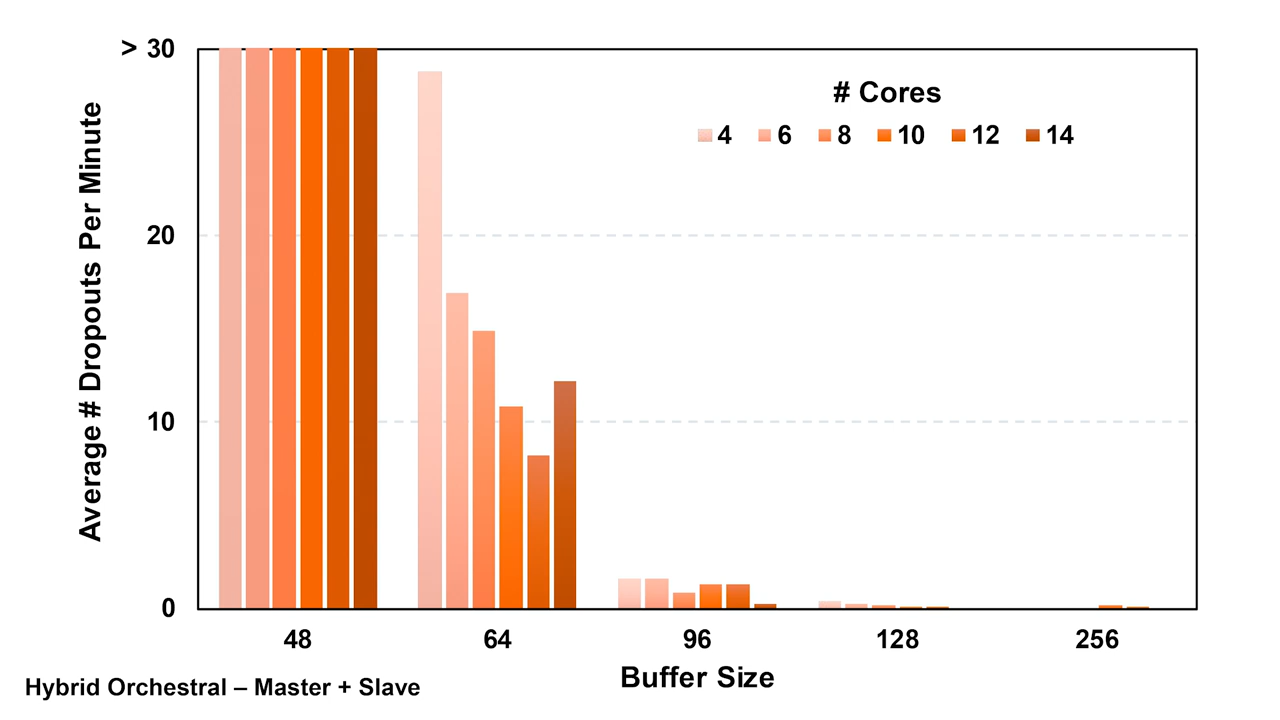 > 30
# Cores
4 6 8 10 12 14
20
10
0
Average # Dropouts Per Minute
48 64 96 128 256
Buffer Size
Hybrid Orchestral – Master + Slave